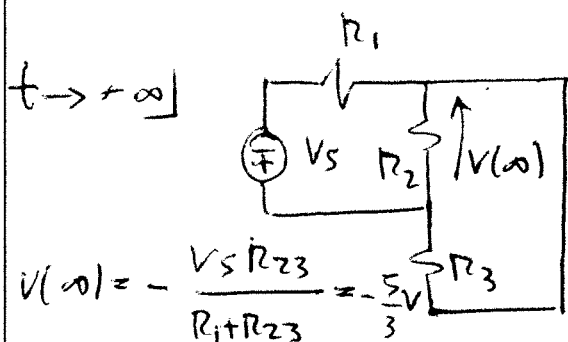 R1
t → +∞
Vs
R2
V(∞)
R3
V(∞) = - Vs R23 / R1+R23 = - 5/3 V